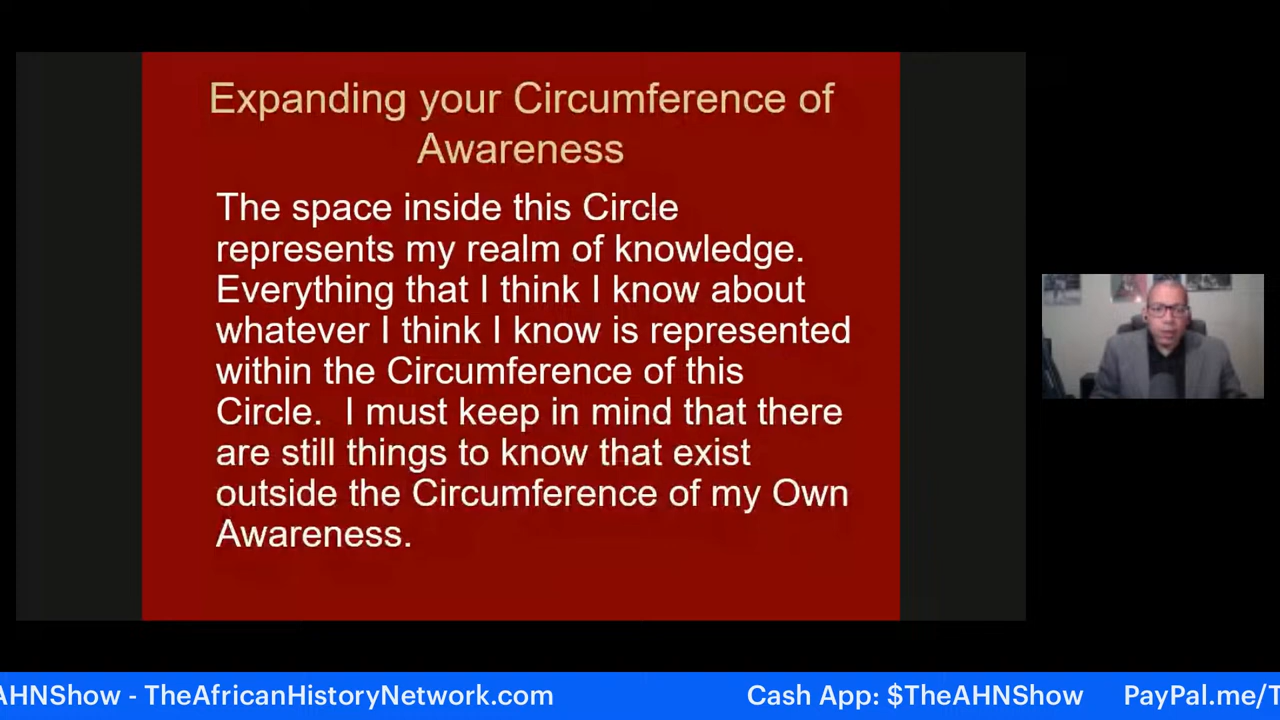 Expanding your Circumference of
Awareness
The space inside this Circle
represents my realm of knowledge.
Everything that I think I know about
whatever I think I know is represented
within the Circumference of this
Circle.  I must keep in mind that there
are still things to know that exist
outside the Circumference of my Own
Awareness.
AHNShow - TheAfricanHistoryNetwork.com Cash App: $TheAHNShow PayPal.me/T